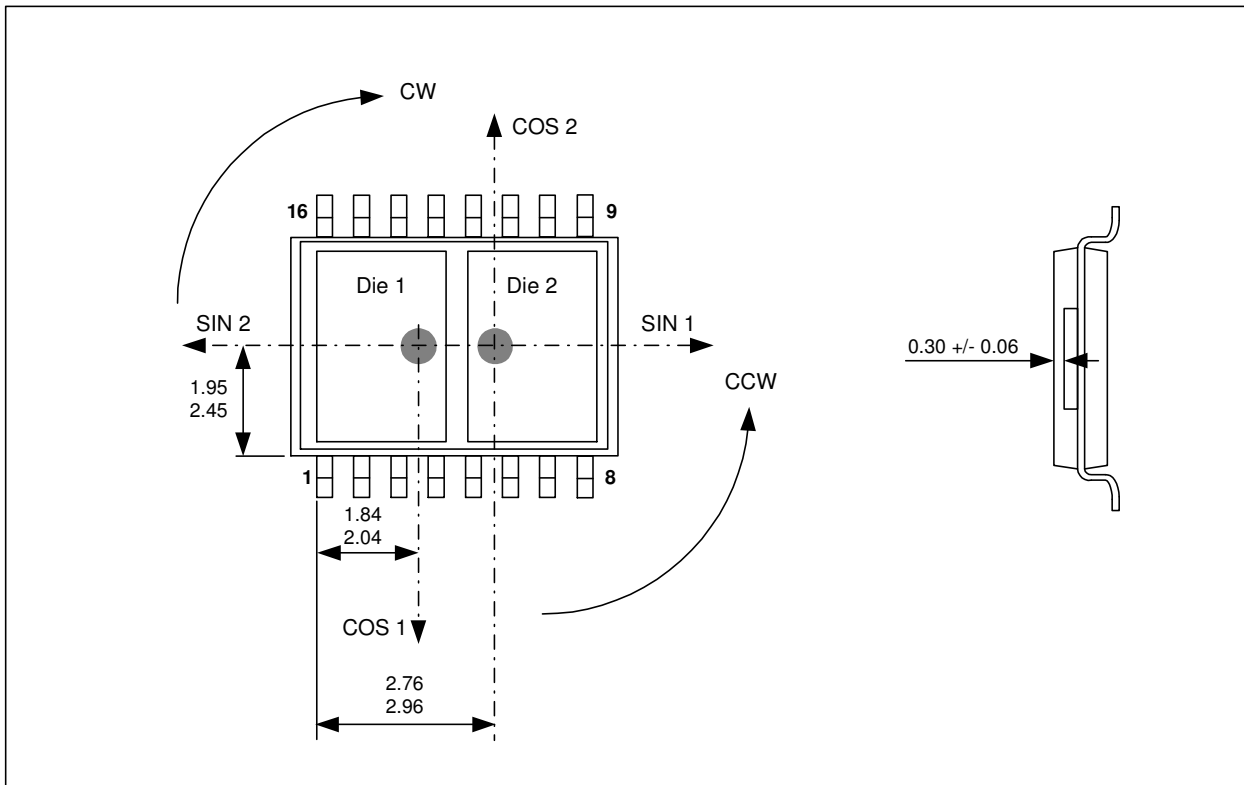 CW
COS 2
16
9
Die 1
Die 2
SIN 2
SIN 1
0.30 +/- 0.06
1.95
2.45
CCW
1
8
1.84
2.04
COS 1
2.76
2.96